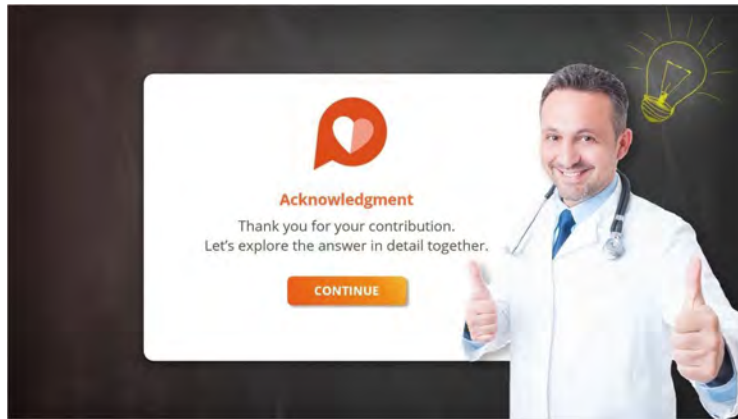 Acknowledgment
Thank you for your contribution.
Let's explore the answer in detail together.
CONTINUE